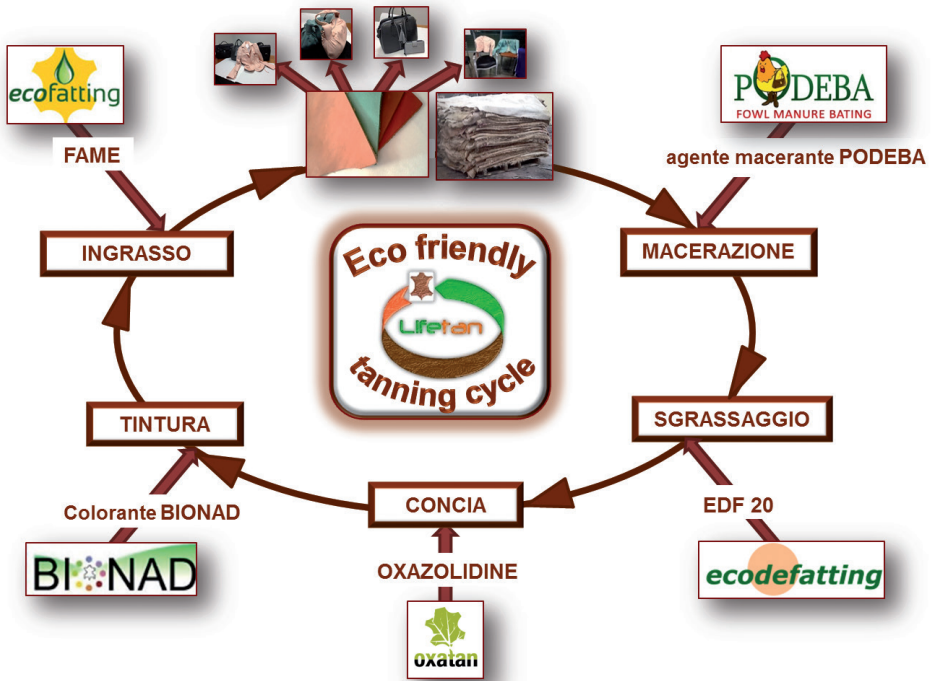 ecofatting
PODEBA
FOWL MANURE BATING
FAME
agente macerante PODEBA
INGRASSO
MACERAZIONE
Eco friendly
Lifetan
tanning cycle
TINTURA
SGRASSAGGIO
CONCIA
Colorante BIONAD
EDF 20
BIONAD
OXAZOLIDINE
ecodefatting
oxatan